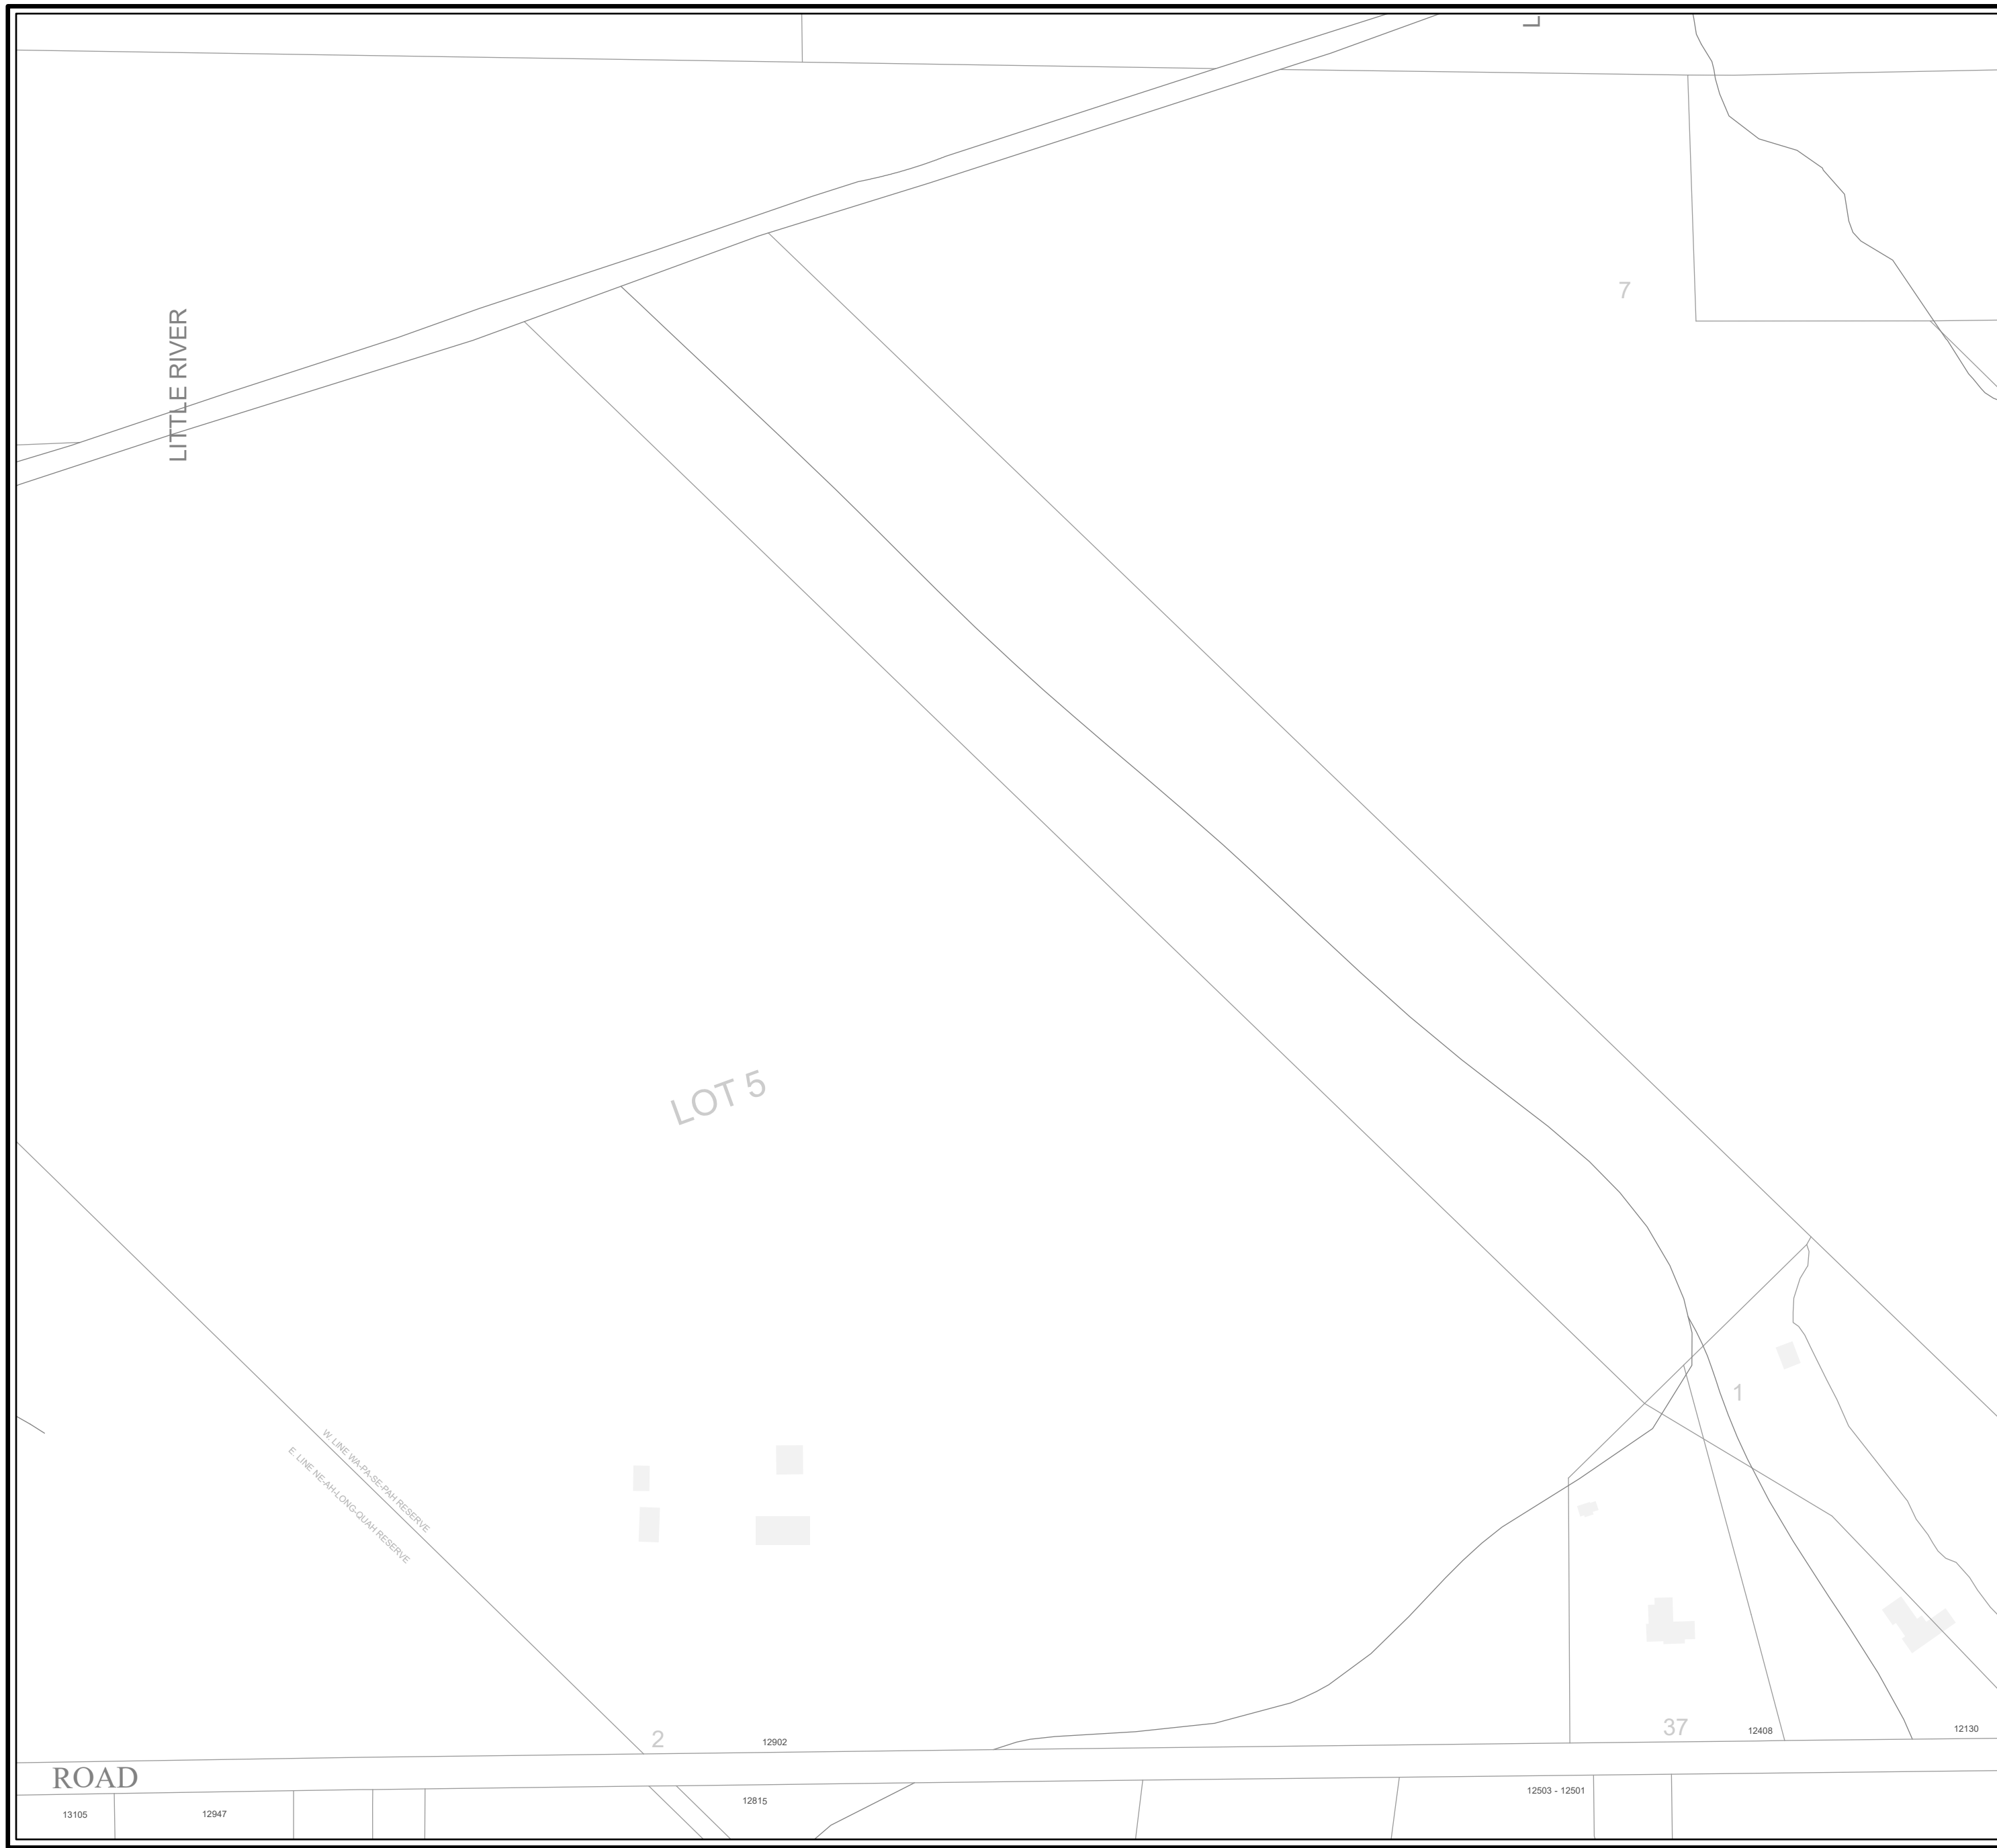 L
7
LITTLE RIVER
LOT 5
1
W. LINE WA-PA-SE-PAH RESERVE
E. LINE NE-AH-LONG-QUAH RESERVE
37
12408
12130
2
12902
ROAD
12503 - 12501
12815
13105
12947